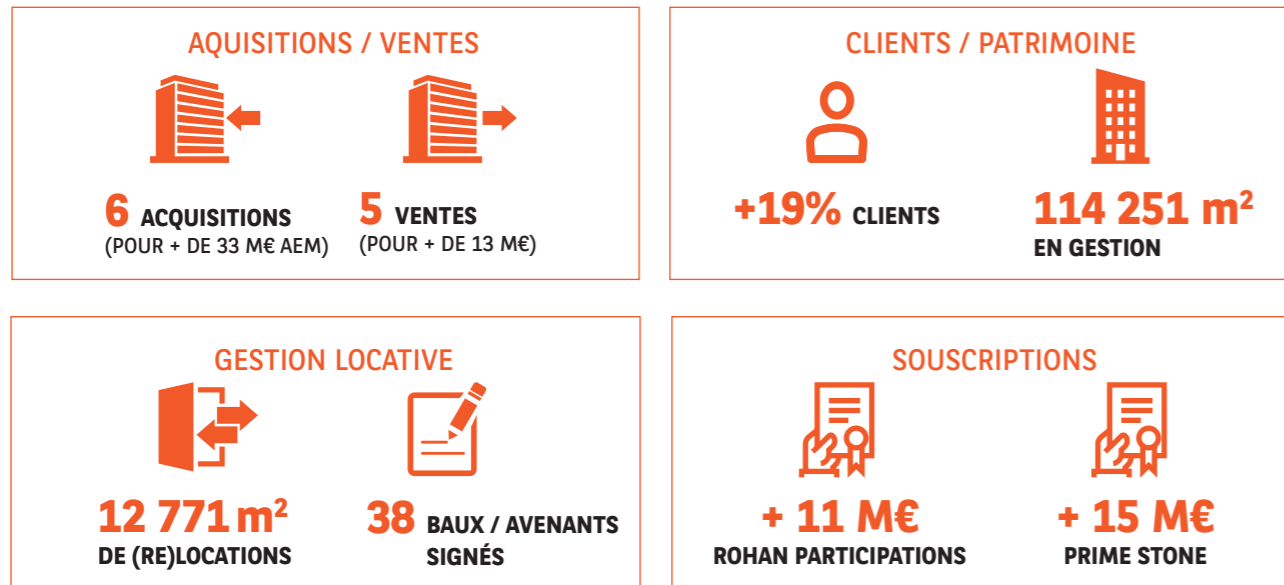 AQUISITIONS / VENTES
6 ACQUISITIONS
(POUR + DE 33 M€ AEM)
5 VENTES
(POUR + DE 13 M€)
CLIENTS / PATRIMOINE
+19% CLIENTS
114 251 m²
EN GESTION
GESTION LOCATIVE
12 771 m²
DE (RE)LOCATIONS
38 BAUX / AVENANTS
SIGNÉS
SOUSCRIPTIONS
+ 11 M€
ROHAN PARTICIPATIONS
+ 15 M€
PRIME STONE